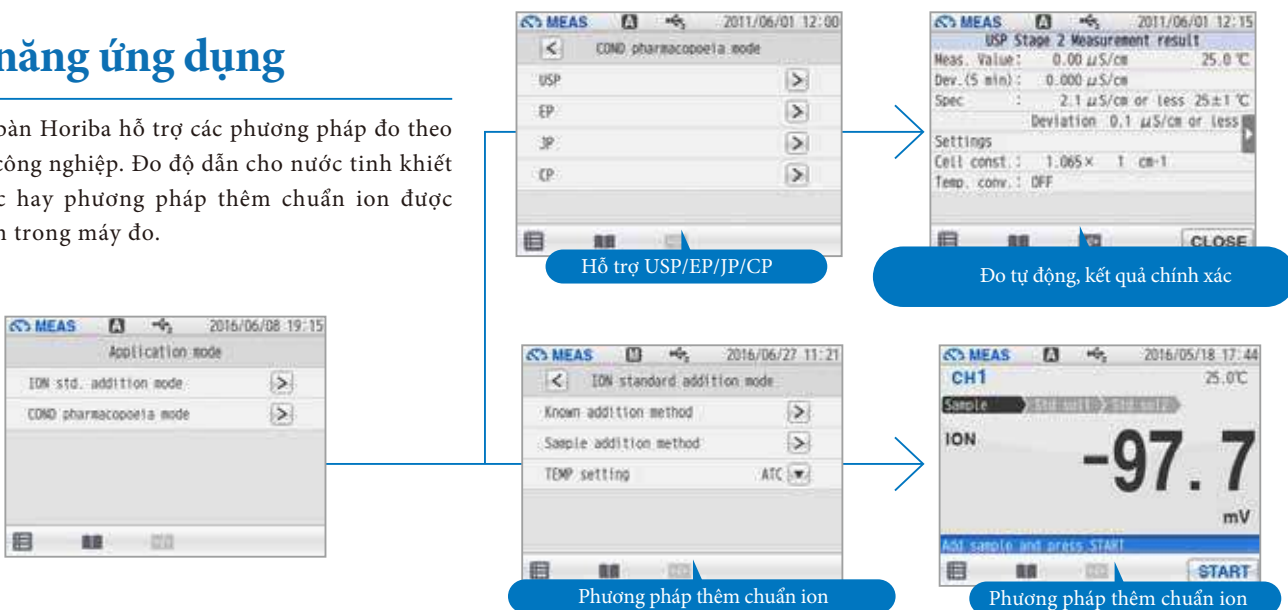 năng ứng dụng
bàn Horiba hỗ trợ các phương pháp đo theo
công nghiệp. Đo độ dẫn cho nước tinh khiết
c hay phương pháp thêm chuẩn ion được
n trong máy đo.
MEAS A 2016/06/08 19:15
Application mode
ION std. addition mode >
COND pharmacopoeia mode >
MEAS A 2011/06/01 12:00
< COND pharmacopoeia mode
USP >
EP >
JP >
CP >
Hỗ trợ USP/EP/JP/CP
MEAS A 2011/06/01 12:15
USP Stage 2 Measurement result
Meas. Value: 0.00 µS/cm 25.0 ℃
Dev.(5 min): 0.000 µS/cm
Spec : 2.1 µS/cm or less 25±1 ℃
Deviation 0.1 µS/cm or less
Settings
Cell const.: 1.065× 1 cm-1
Temp. conv.: OFF
CLOSE
Đo tự động, kết quả chính xác
MEAS M 2016/06/27 11:21
< ION standard addition mode
Known addition method >
Sample addition method >
TEMP setting ATC ▼
Phương pháp thêm chuẩn ion
MEAS A 2016/05/18 17:44
CH1 25.0℃
Sample
ION -97.7
mV
Add sample and press START
START
Phương pháp thêm chuẩn ion